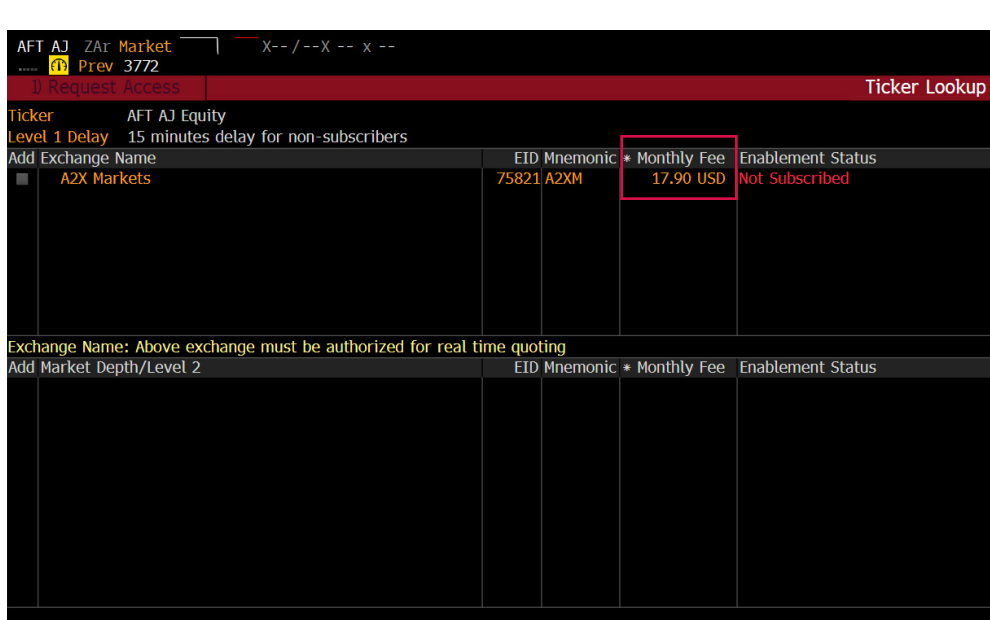 AFT AJ ZAr Market X-- / --X -- x --
Prev 3772
1) Request Access Ticker Lookup
Ticker AFT AJ Equity
Level 1 Delay 15 minutes delay for non-subscribers
Add Exchange Name EID Mnemonic * Monthly Fee Enablement Status
A2X Markets 75821 A2XM 17.90 USD Not Subscribed
Exchange Name: Above exchange must be authorized for real time quoting
Add Market Depth/Level 2 EID Mnemonic * Monthly Fee Enablement Status